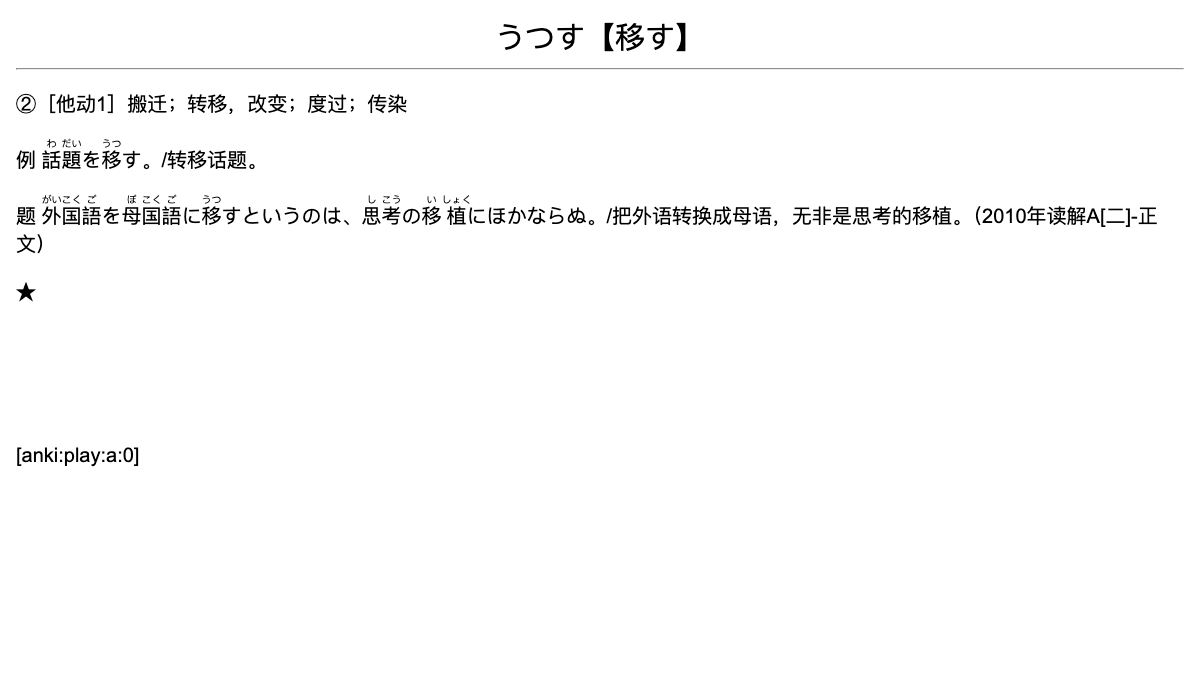 うつす【移す】
②［他动1］搬迁；转移，改变；度过；传染
わ だい うつ
例 話題を移す。/转移话题。
がいこく ご ぼ こく ご うつ し こう い しょく
题 外国語を母国語に移すというのは、思考の移植にほかならぬ。/把外语转换成母语，无非是思考的移植。（2010年读解A[二]-正
文）
★
[anki:play:a:0]